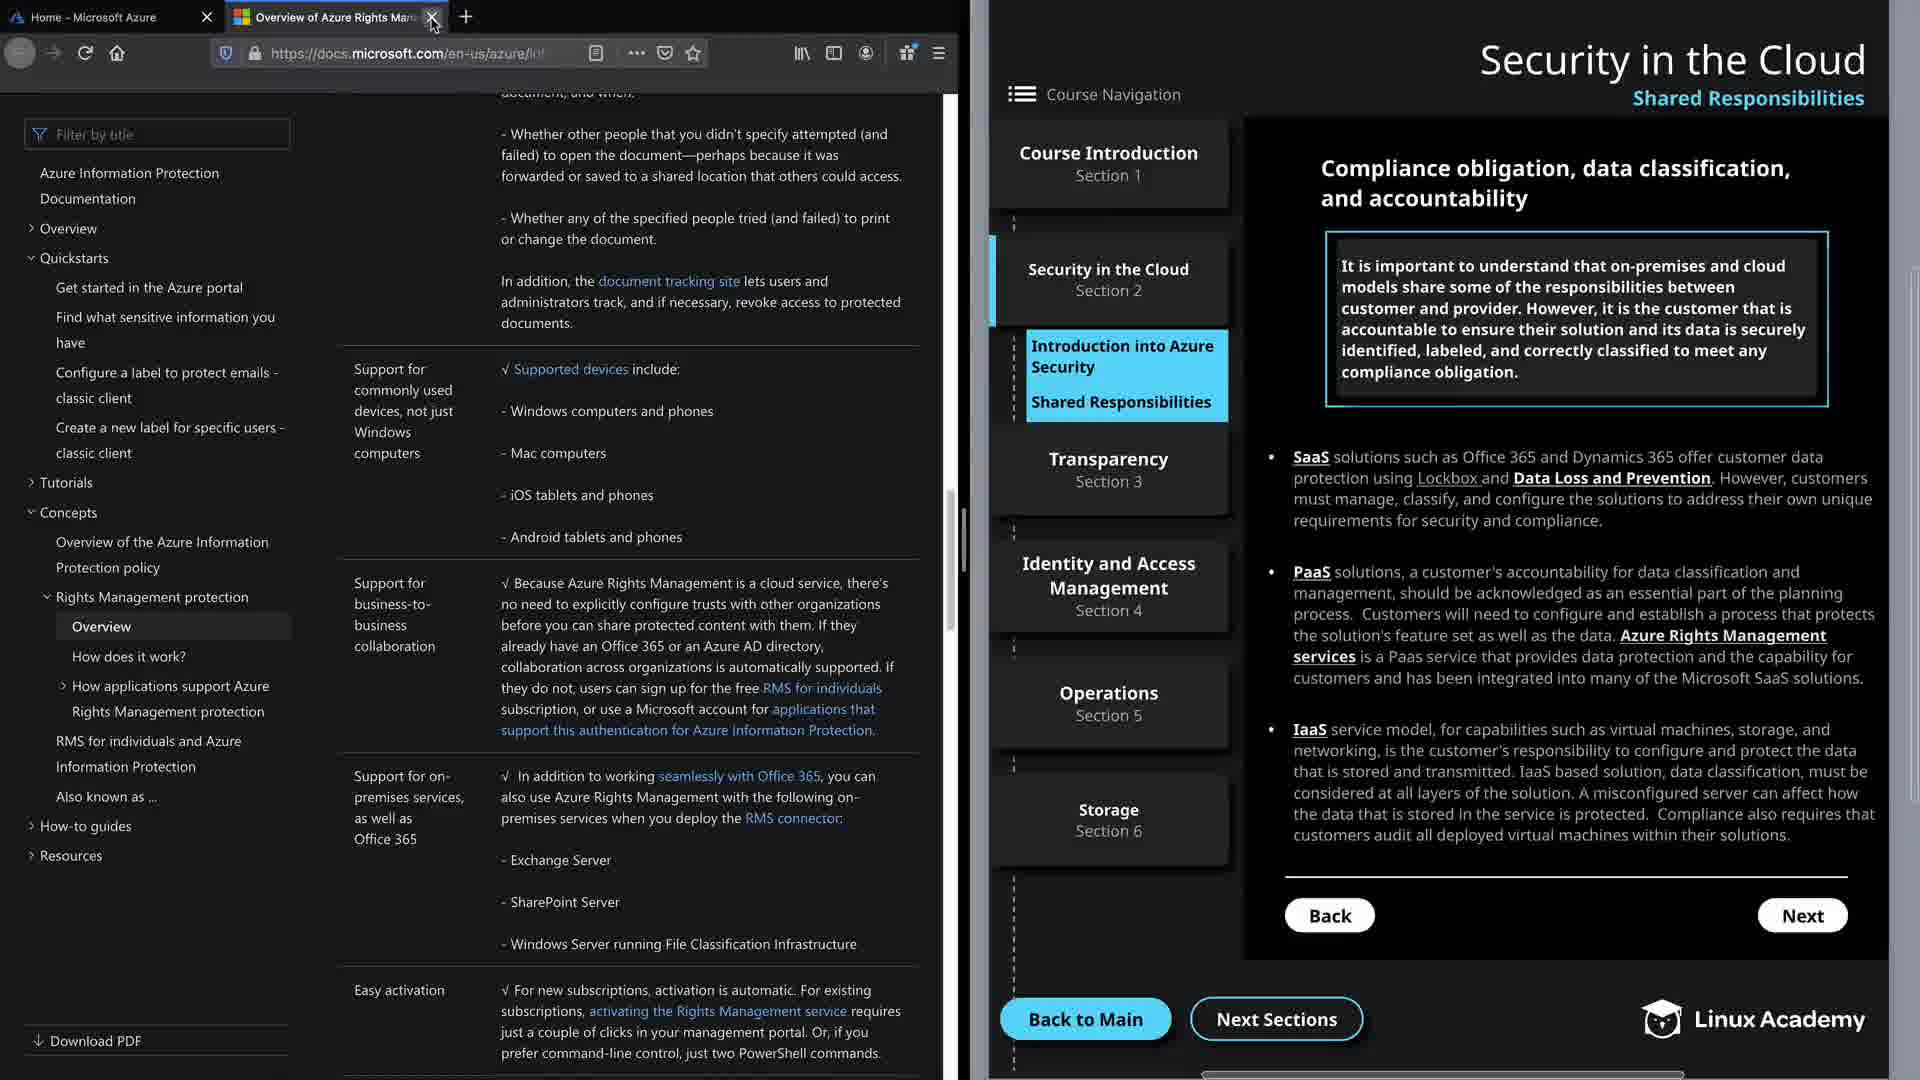 Home - Microsoft Azure
Overview of Azure Rights Man
https://docs.microsoft.com/en-us/azure/inf
Filter by title
Azure Information Protection
Documentation
Overview
Quickstarts
Get started in the Azure portal
Find what sensitive information you
have
Configure a label to protect emails -
classic client
Create a new label for specific users -
classic client
Tutorials
Concepts
Overview of the Azure Information
Protection policy
Rights Management protection
Overview
How does it work?
How applications support Azure
Rights Management protection
RMS for individuals and Azure
Information Protection
Also known as ...
How-to guides
Resources
Download PDF
document, and when.
- Whether other people that you didn't specify attempted (and
failed) to open the document—perhaps because it was
forwarded or saved to a shared location that others could access.
- Whether any of the specified people tried (and failed) to print
or change the document.
In addition, the document tracking site lets users and
administrators track, and if necessary, revoke access to protected
documents.
Support for
commonly used
devices, not just
Windows
computers
√ Supported devices include:
- Windows computers and phones
- Mac computers
- iOS tablets and phones
- Android tablets and phones
Support for
business-to-
business
collaboration
√ Because Azure Rights Management is a cloud service, there's
no need to explicitly configure trusts with other organizations
before you can share protected content with them. If they
already have an Office 365 or an Azure AD directory,
collaboration across organizations is automatically supported. If
they do not, users can sign up for the free RMS for individuals
subscription, or use a Microsoft account for applications that
support this authentication for Azure Information Protection.
Support for on-
premises services,
as well as
Office 365
√ In addition to working seamlessly with Office 365, you can
also use Azure Rights Management with the following on-
premises services when you deploy the RMS connector:
- Exchange Server
- SharePoint Server
- Windows Server running File Classification Infrastructure
Easy activation
√ For new subscriptions, activation is automatic. For existing
subscriptions, activating the Rights Management service requires
just a couple of clicks in your management portal. Or, if you
prefer command-line control, just two PowerShell commands.
Security in the Cloud
Shared Responsibilities
Course Navigation
Course Introduction
Section 1
Security in the Cloud
Section 2
Introduction into Azure
Security
Shared Responsibilities
Transparency
Section 3
Identity and Access
Management
Section 4
Operations
Section 5
Storage
Section 6
Compliance obligation, data classification,
and accountability
It is important to understand that on-premises and cloud
models share some of the responsibilities between
customer and provider. However, it is the customer that is
accountable to ensure their solution and its data is securely
identified, labeled, and correctly classified to meet any
compliance obligation.
• SaaS solutions such as Office 365 and Dynamics 365 offer customer data
protection using Lockbox and Data Loss and Prevention. However, customers
must manage, classify, and configure the solutions to address their own unique
requirements for security and compliance.
• PaaS solutions, a customer's accountability for data classification and
management, should be acknowledged as an essential part of the planning
process. Customers will need to configure and establish a process that protects
the solution's feature set as well as the data. Azure Rights Management
services is a Paas service that provides data protection and the capability for
customers and has been integrated into many of the Microsoft SaaS solutions.
• IaaS service model, for capabilities such as virtual machines, storage, and
networking, is the customer's responsibility to configure and protect the data
that is stored and transmitted. IaaS based solution, data classification, must be
considered at all layers of the solution. A misconfigured server can affect how
the data that is stored in the service is protected. Compliance also requires that
customers audit all deployed virtual machines within their solutions.
Back
Next
Back to Main
Next Sections
Linux Academy